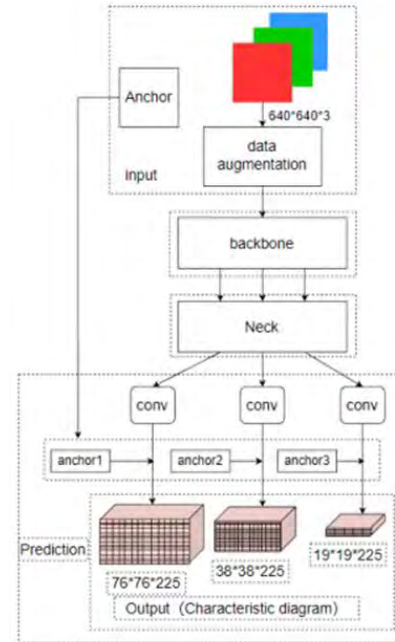 Anchor
640*640*3
data
augmentation
input
backbone
Neck
conv
conv
conv
anchor1
anchor2
anchor3
Prediction
76*76*225
38*38*225
19*19*225
Output（Characteristic diagram）